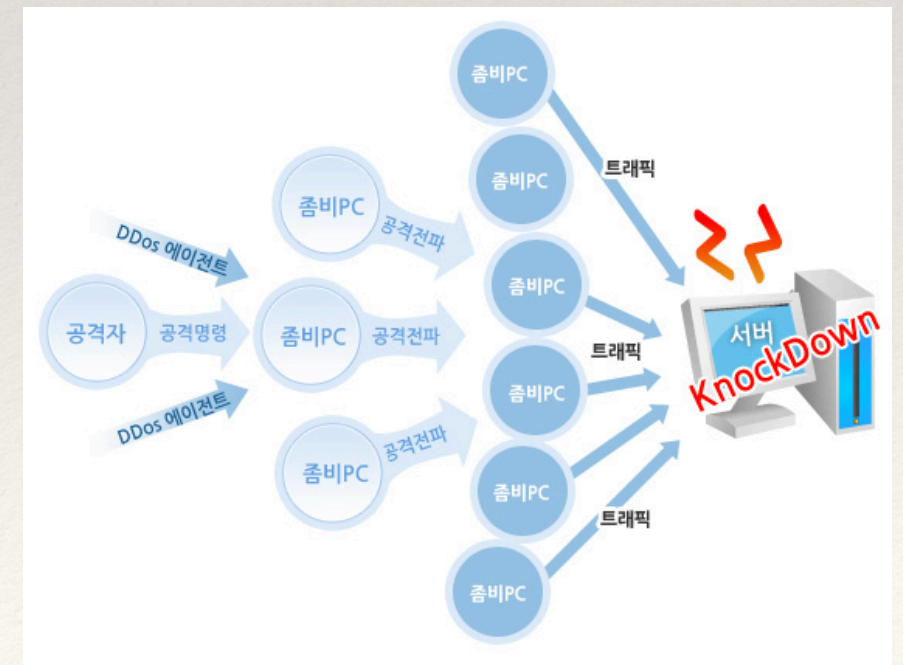 좀비PC
트래픽
좀비PC
좀비PC
공격전파
DDos 에이전트
좀비PC
공격자
공격명령
좀비PC
공격전파
트래픽
서버
KnockDown
좀비PC
DDos 에이전트
공격전파
좀비PC
좀비PC
트래픽
좀비PC